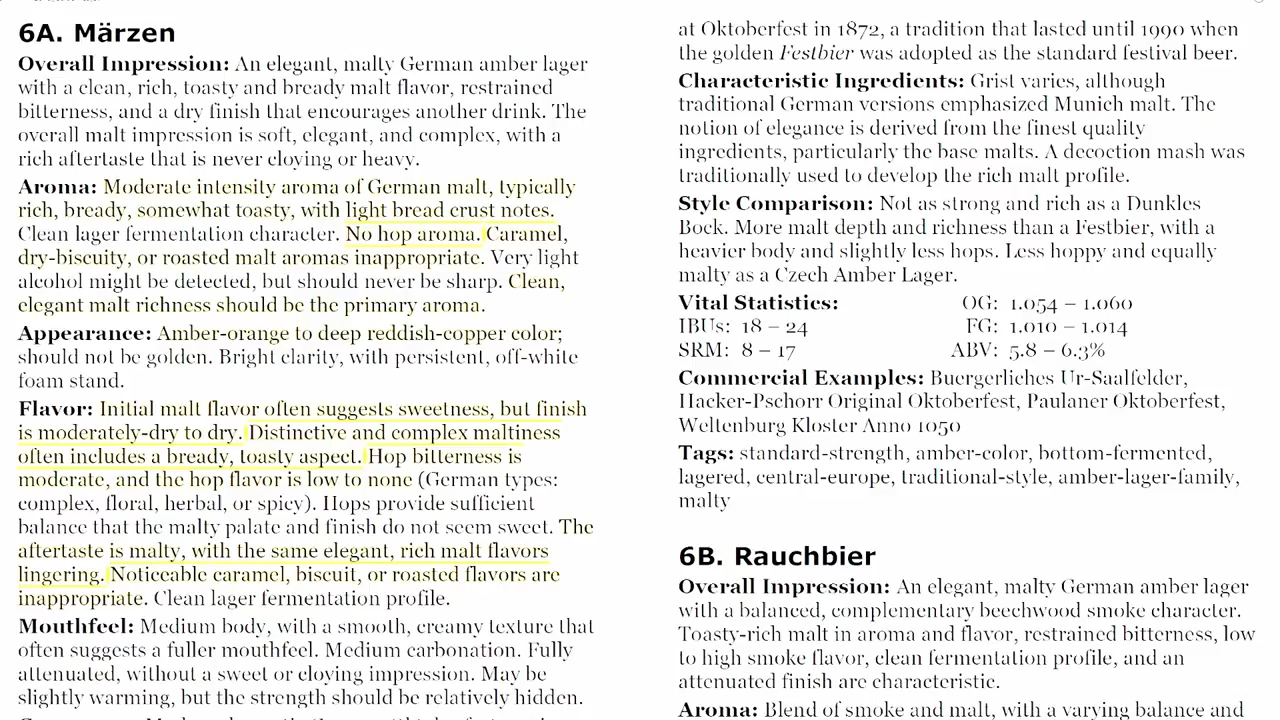 6A. Märzen
Overall Impression: An elegant, malty German amber lager
with a clean, rich, toasty and bready malt flavor, restrained
bitterness, and a dry finish that encourages another drink. The
overall malt impression is soft, elegant, and complex, with a
rich aftertaste that is never cloying or heavy.
Aroma: Moderate intensity aroma of German malt, typically
rich, bready, somewhat toasty, with light bread crust notes.
Clean lager fermentation character. No hop aroma. Caramel,
dry-biscuity, or roasted malt aromas inappropriate. Very light
alcohol might be detected, but should never be sharp. Clean,
elegant malt richness should be the primary aroma.
Appearance: Amber-orange to deep reddish-copper color;
should not be golden. Bright clarity, with persistent, off-white
foam stand.
Flavor: Initial malt flavor often suggests sweetness, but finish
is moderately-dry to dry. Distinctive and complex maltiness
often includes a bready, toasty aspect. Hop bitterness is
moderate, and the hop flavor is low to none (German types:
complex, floral, herbal, or spicy). Hops provide sufficient
balance that the malty palate and finish do not seem sweet. The
aftertaste is malty, with the same elegant, rich malt flavors
lingering. Noticeable caramel, biscuit, or roasted flavors are
inappropriate. Clean lager fermentation profile.
Mouthfeel: Medium body, with a smooth, creamy texture that
often suggests a fuller mouthfeel. Medium carbonation. Fully
attenuated, without a sweet or cloying impression. May be
slightly warming, but the strength should be relatively hidden.
at Oktoberfest in 1872, a tradition that lasted until 1990 when
the golden Festbier was adopted as the standard festival beer.
Characteristic Ingredients: Grist varies, although
traditional German versions emphasized Munich malt. The
notion of elegance is derived from the finest quality
ingredients, particularly the base malts. A decoction mash was
traditionally used to develop the rich malt profile.
Style Comparison: Not as strong and rich as a Dunkles
Bock. More malt depth and richness than a Festbier, with a
heavier body and slightly less hops. Less hoppy and equally
malty as a Czech Amber Lager.
Vital Statistics: OG: 1.054 – 1.060
IBUs: 18 – 24 FG: 1.010 – 1.014
SRM: 8 – 17 ABV: 5.8 – 6.3%
Commercial Examples: Buergerliches Ur-Saalfelder,
Hacker-Pschorr Original Oktoberfest, Paulaner Oktoberfest,
Weltenburg Kloster Anno 1050
Tags: standard-strength, amber-color, bottom-fermented,
lagered, central-europe, traditional-style, amber-lager-family,
malty
6B. Rauchbier
Overall Impression: An elegant, malty German amber lager
with a balanced, complementary beechwood smoke character.
Toasty-rich malt in aroma and flavor, restrained bitterness, low
to high smoke flavor, clean fermentation profile, and an
attenuated finish are characteristic.
Aroma: Blend of smoke and malt, with a varying balance and